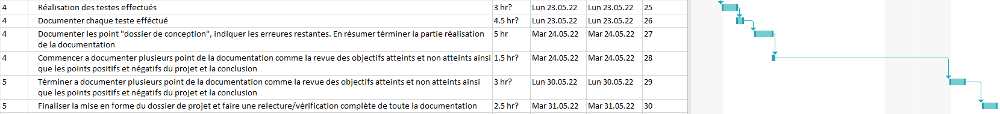 4 Réalisation des testes effectués 3 hr? Lun 23.05.22 Lun 23.05.22 25
4 Documenter chaque teste efféctué 4.5 hr? Lun 23.05.22 Lun 23.05.22 26
4 Documenter les point "dossier de conception", indiquer les erreures restantes. En résumer términer la partie réalisation 5 hr Mar 24.05.22 Mar 24.05.22 27
de la documentation
4 Commencer a documenter plusieurs point de la documentation comme la revue des objectifs atteints et non atteints ainsi 1.5 hr? Mar 24.05.22 Mar 24.05.22 28
que les points positifs et négatifs du projet et la conclusion
5 Términer a documenter plusieurs point de la documentation comme la revue des objectifs atteints et non atteints ainsi 3 hr? Lun 30.05.22 Lun 30.05.22 29
que les points positifs et négatifs du projet et la conclusion
5 Finaliser la mise en forme du dossier de projet et faire une relecture/vérification complète de toute la documentation 2.5 hr? Mar 31.05.22 Mar 31.05.22 30